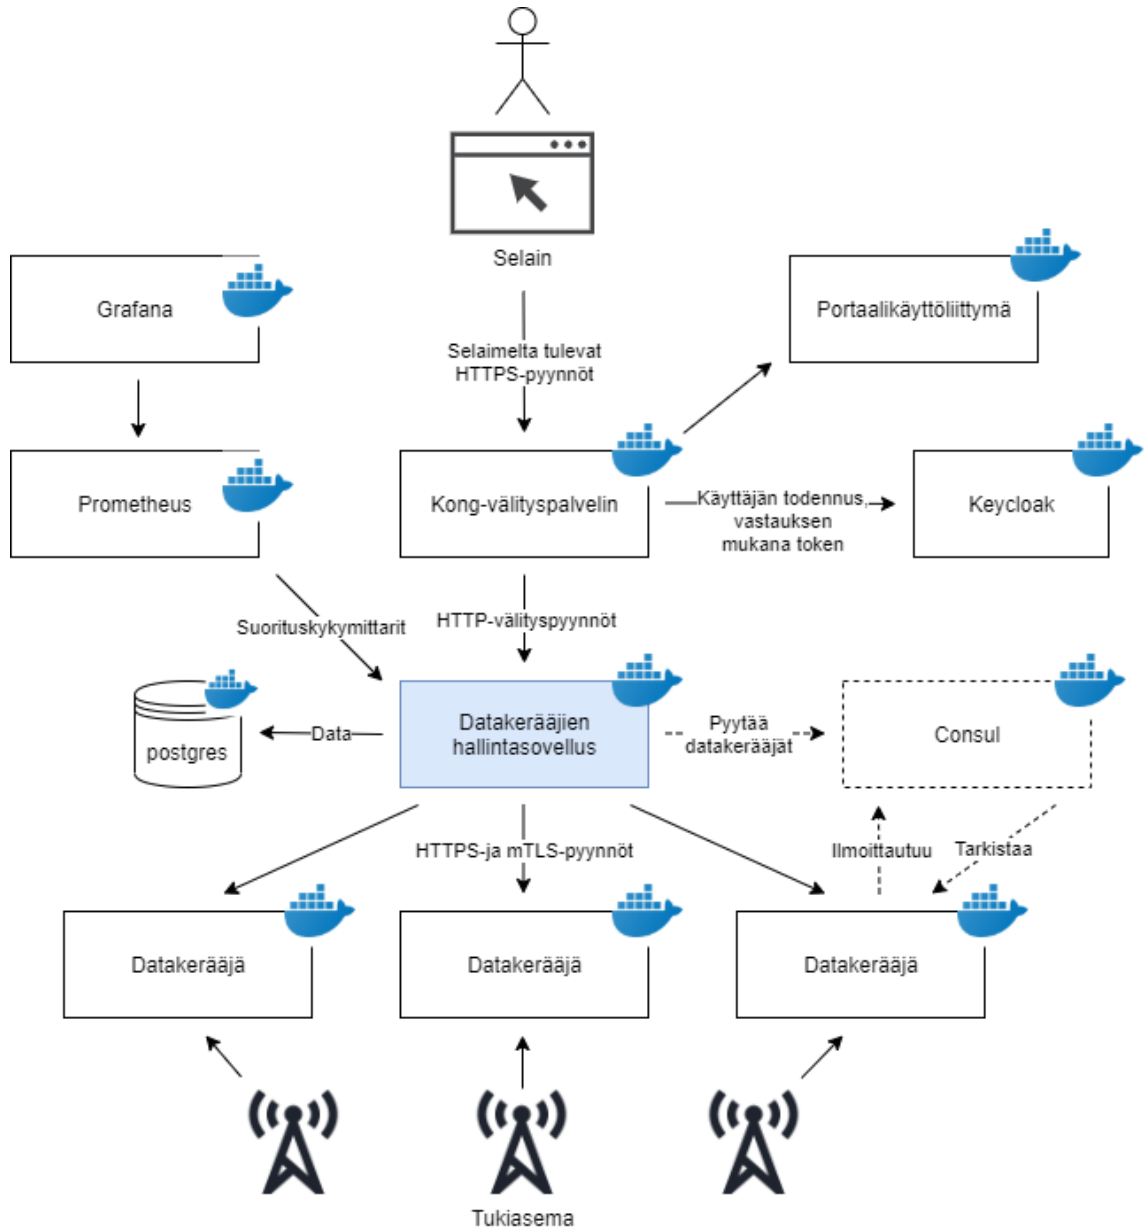 Selain
Grafana
Portaalikäyttöliittymä
Selaimelta tulevat
HTTPS-pyynnöt
Prometheus
Kong-välityspalvelin
Käyttäjän todennus,
vastauksen
mukana token
Keycloak
Suorituskykymittarit
HTTP-välityspyynnöt
postgres
Data
Datakerääjien
hallintasovellus
Pyytää
datakerääjät
Consul
HTTPS-ja mTLS-pyynnöt
Ilmoittautuu
Tarkistaa
Datakerääjä
Datakerääjä
Datakerääjä
Tukiasema